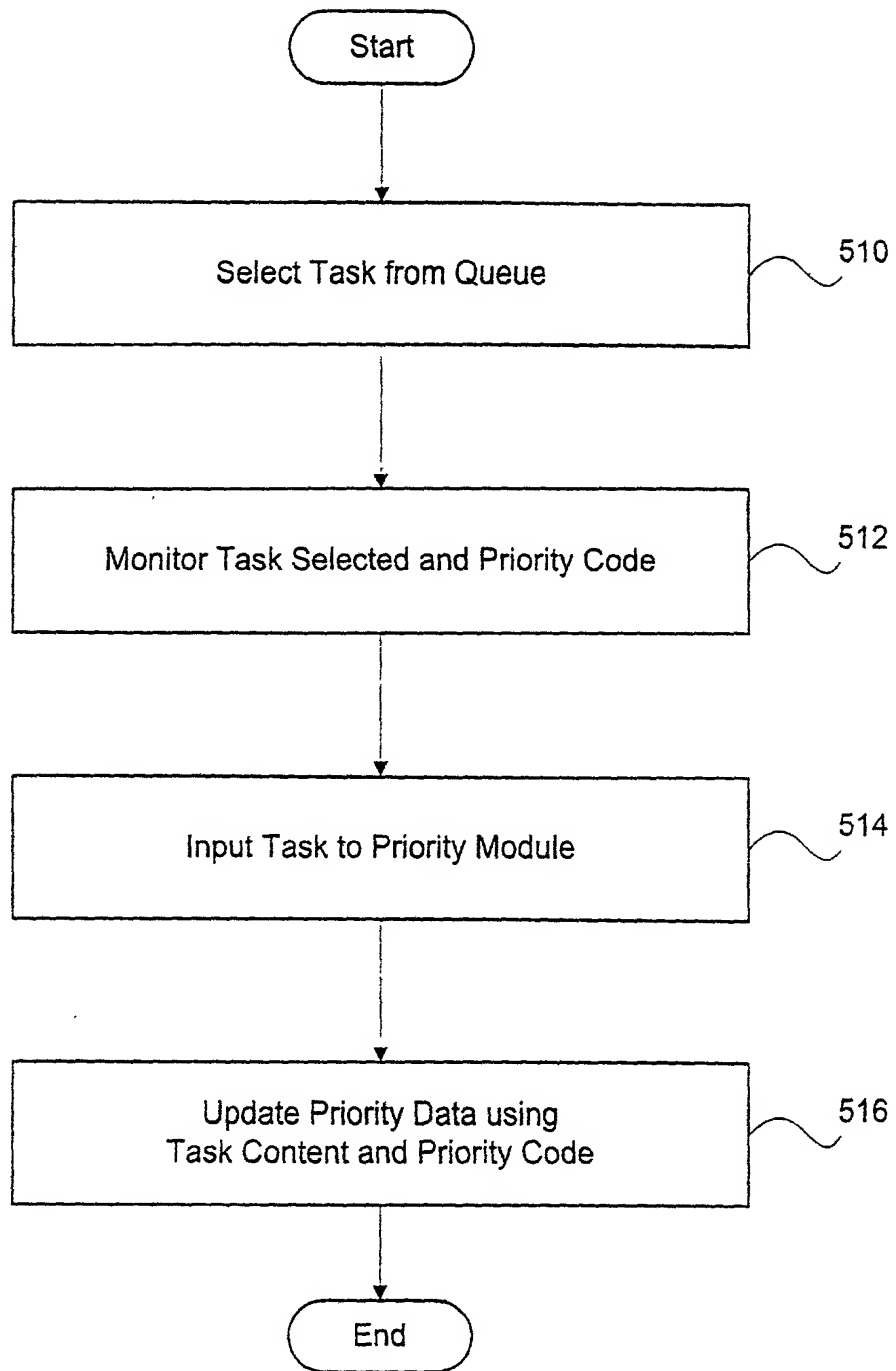 Start
Select Task from Queue
510
Monitor Task Selected and Priority Code
512
Input Task to Priority Module
514
Update Priority Data using
Task Content and Priority Code
516
End